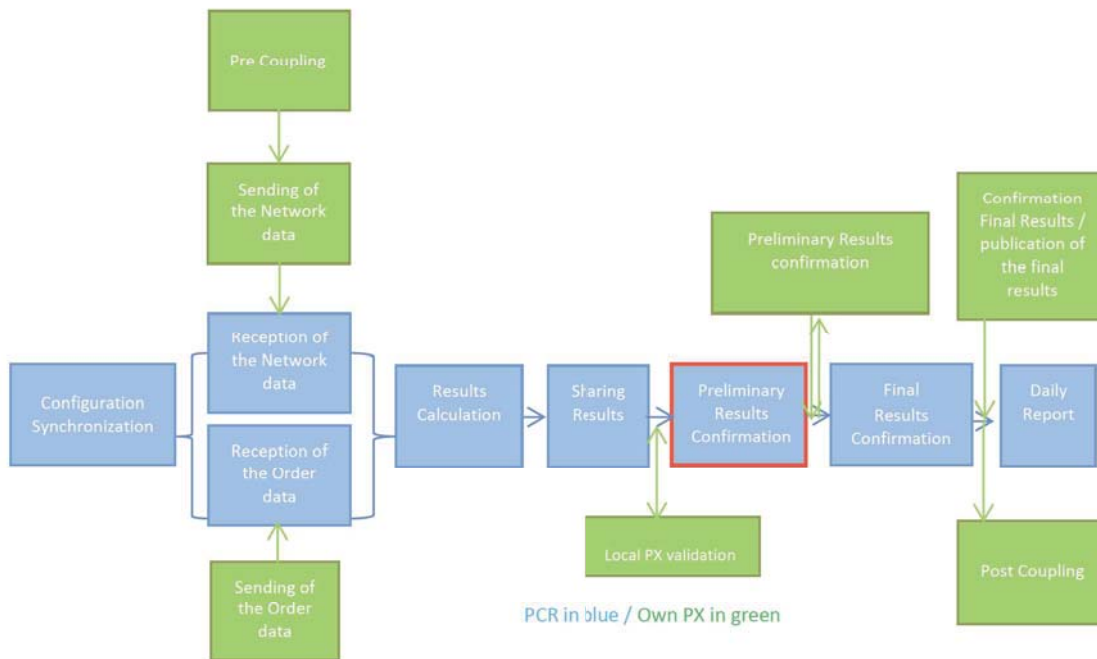 Pre Coupling
Sending of
the Network
data
Confirmation
Final Results /
publication of
the final
results
Preliminary Results
confirmation
Reception of
the Network
data
Configuration
Synchronization
Results
Calculation
Sharing
Results
Preliminary
Results
Confirmation
Final
Results
Confirmation
Daily
Report
Reception of
the Order
data
Local PX validation
Post Coupling
Sending of
the Order
data
PCR in blue / Own PX in green